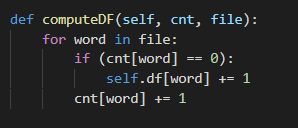 def computeDF(self, cnt, file):
    for word in file:
        if (cnt[word] == 0):
            self.df[word] += 1
        cnt[word] += 1